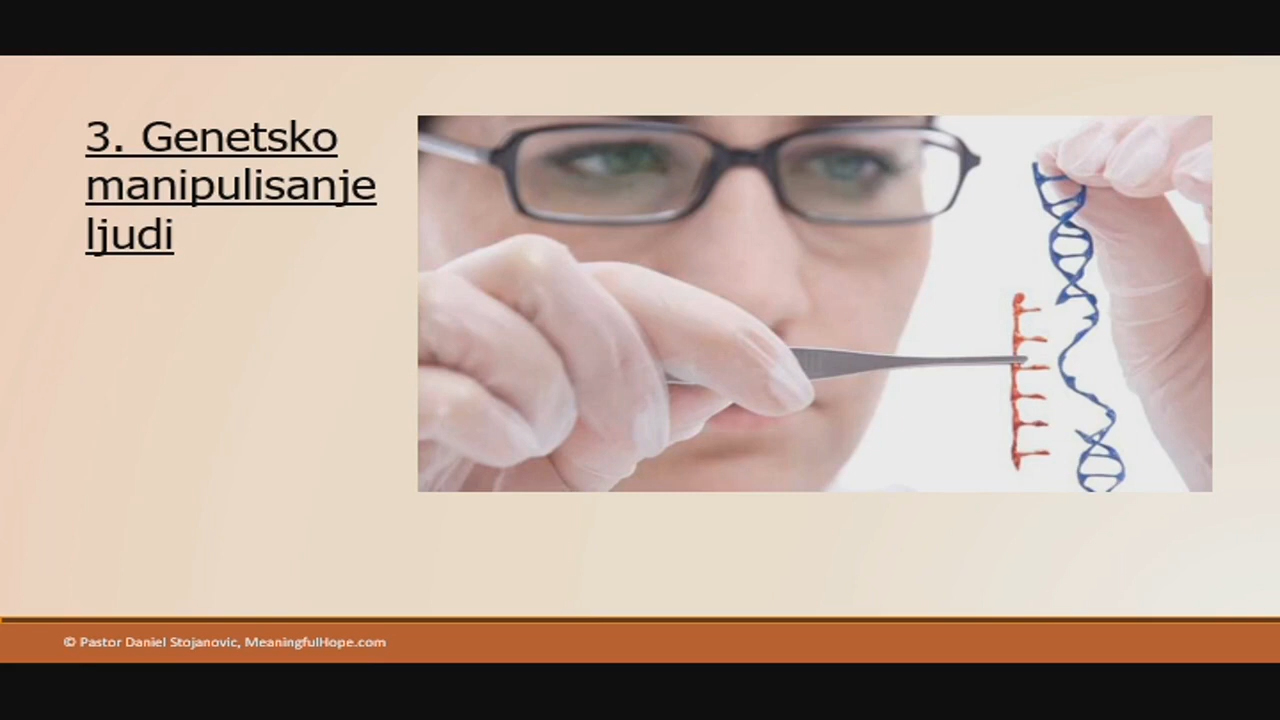 3. Genetsko
manipulisanje
ljudi
© Pastor Daniel Stojanovic, MeaningfulHope.com